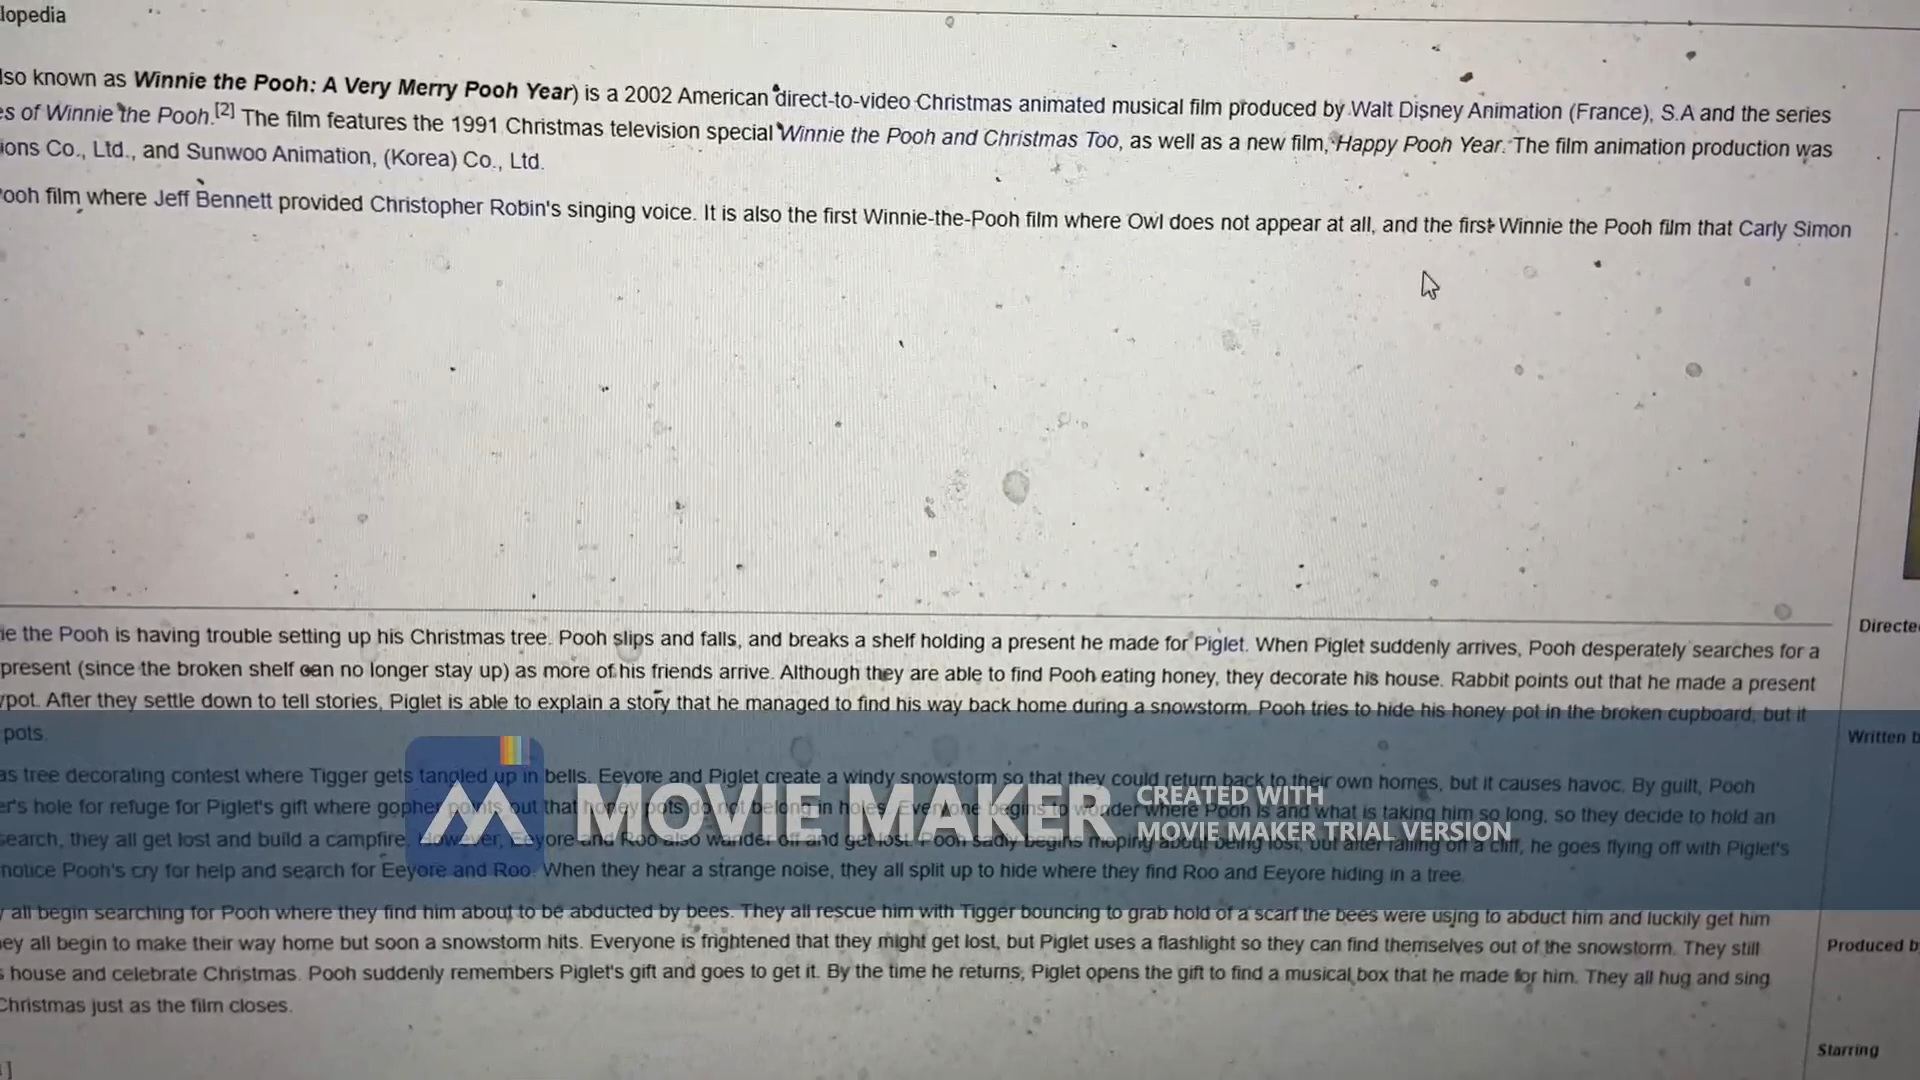 lopedia
lso known as Winnie the Pooh: A Very Merry Pooh Year) is a 2002 American direct-to-video Christmas animated musical film produced by Walt Disney Animation (France), S.A and the series
es of Winnie the Pooh.[2] The film features the 1991 Christmas television special Winnie the Pooh and Christmas Too, as well as a new film, Happy Pooh Year. The film animation production was
ions Co., Ltd., and Sunwoo Animation, (Korea) Co., Ltd.
ooh film where Jeff Bennett provided Christopher Robin's singing voice. It is also the first Winnie-the-Pooh film where Owl does not appear at all, and the first Winnie the Pooh film that Carly Simon
ie the Pooh is having trouble setting up his Christmas tree. Pooh slips and falls, and breaks a shelf holding a present he made for Piglet. When Piglet suddenly arrives, Pooh desperately searches for a
present (since the broken shelf can no longer stay up) as more of his friends arrive. Although they are able to find Pooh eating honey, they decorate his house. Rabbit points out that he made a present
ypot. After they settle down to tell stories, Piglet is able to explain a story that he managed to find his way back home during a snowstorm. Pooh tries to hide his honey pot in the broken cupboard, but it
pots.
as tree decorating contest where Tigger gets tangled up in bells. Eeyore and Piglet create a windy snowstorm so that they could return back to their own homes, but it causes havoc. By guilt, Pooh
er's hole for refuge for Piglet's gift where gopher points out that honey pots do not belong in holes. Everyone begins to wonder where Pooh is and what is taking him so long, so they decide to hold an
search, they all get lost and build a campfire. However, Eeyore and Roo also wander off and get lost. Pooh sadly begins moping about being lost, but after falling off a cliff, he goes flying off with Piglet's
notice Pooh's cry for help and search for Eeyore and Roo. When they hear a strange noise, they all split up to hide where they find Roo and Eeyore hiding in a tree.
y all begin searching for Pooh where they find him about to be abducted by bees. They all rescue him with Tigger bouncing to grab hold of a scarf the bees were using to abduct him and luckily get him
ey all begin to make their way home but soon a snowstorm hits. Everyone is frightened that they might get lost, but Piglet uses a flashlight so they can find themselves out of the snowstorm. They still
s house and celebrate Christmas. Pooh suddenly remembers Piglet's gift and goes to get it. By the time he returns, Piglet opens the gift to find a musical box that he made for him. They all hug and sing
Christmas just as the film closes.
]
Directe
Written b
Produced b
Starring
MOVIE MAKER
CREATED WITH
MOVIE MAKER TRIAL VERSION